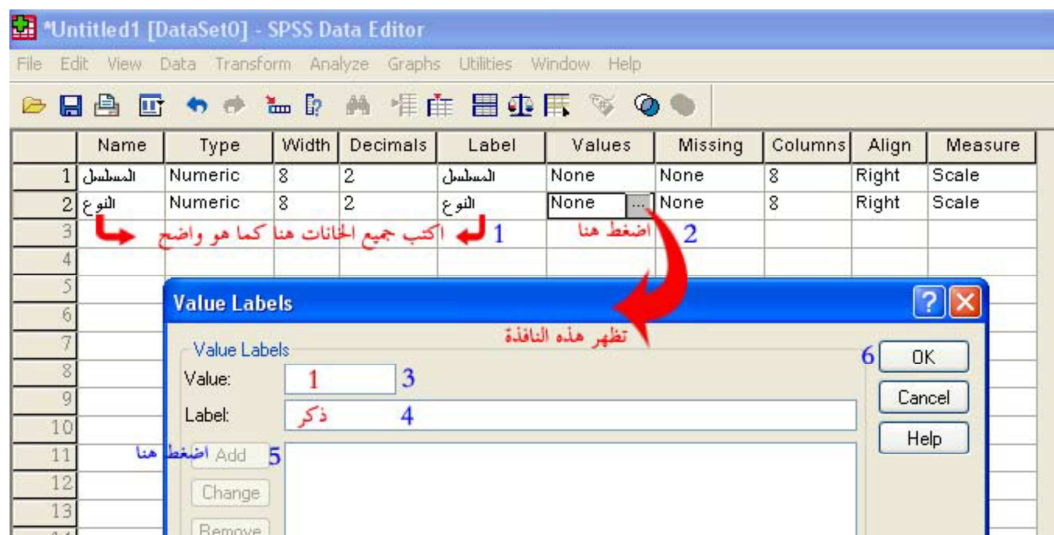 *Untitled1 [DataSet0] - SPSS Data Editor
File Edit View Data Transform Analyze Graphs Utilities Window Help
Name Type Width Decimals Label Values Missing Columns Align Measure
1 المسلسل Numeric 8 2 المسلسل None None 8 Right Scale
2 النوع Numeric 8 2 النوع None ... None 8 Right Scale
3 اكتب جميع الخانات هنا كما هو واضح 1 اضغط هنا 2
4
5
Value Labels
6
7 تظهر هذه النافذة
Value Labels
6 OK
8 Value: 1 3
9 Cancel
Label: ذكر 4
10 Help
11 اضغط هنا Add 5
12 Change
13
Remove